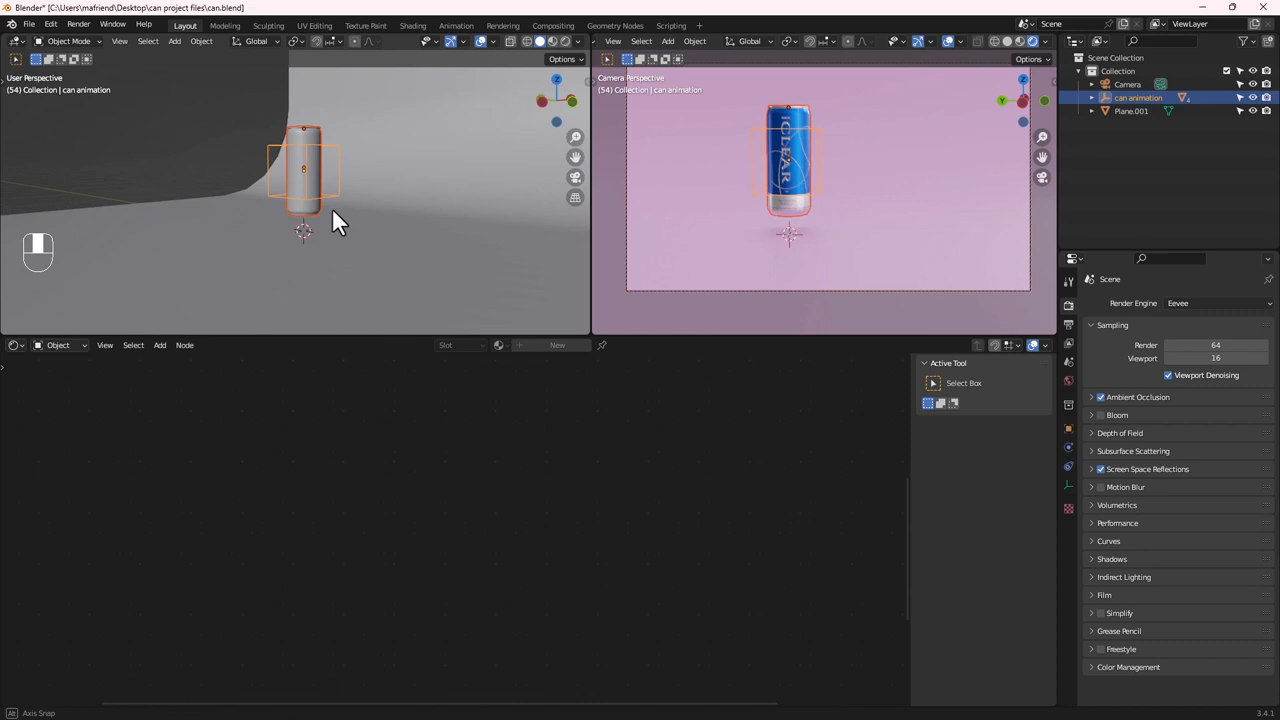 Blender* [C:\Users\mafriend\Desktop\can project files\can.blend]
File Edit Render Window Help Layout Modeling Sculpting UV Editing Texture Paint Shading Animation Rendering Compositing Geometry Nodes Scripting + Scene ViewLayer
Object Mode View Select Add Object Global
View Select Add Object Global
Options
Options
User Perspective
(54) Collection | can animation
Z
Camera Perspective
(54) Collection | can animation
Z
Y
ICLEAR
Scene Collection
Collection
Camera
can animation
Plane.001
Scene
Render Engine Eevee
Sampling
Render 64
Viewport 16
Viewport Denoising
Ambient Occlusion
Bloom
Depth of Field
Subsurface Scattering
Screen Space Reflections
Motion Blur
Volumetrics
Performance
Curves
Shadows
Indirect Lighting
Film
Simplify
Grease Pencil
Freestyle
Color Management
Object View Select Add Node Slot New
Active Tool
Select Box
Alt Axis Snap
3.4.1